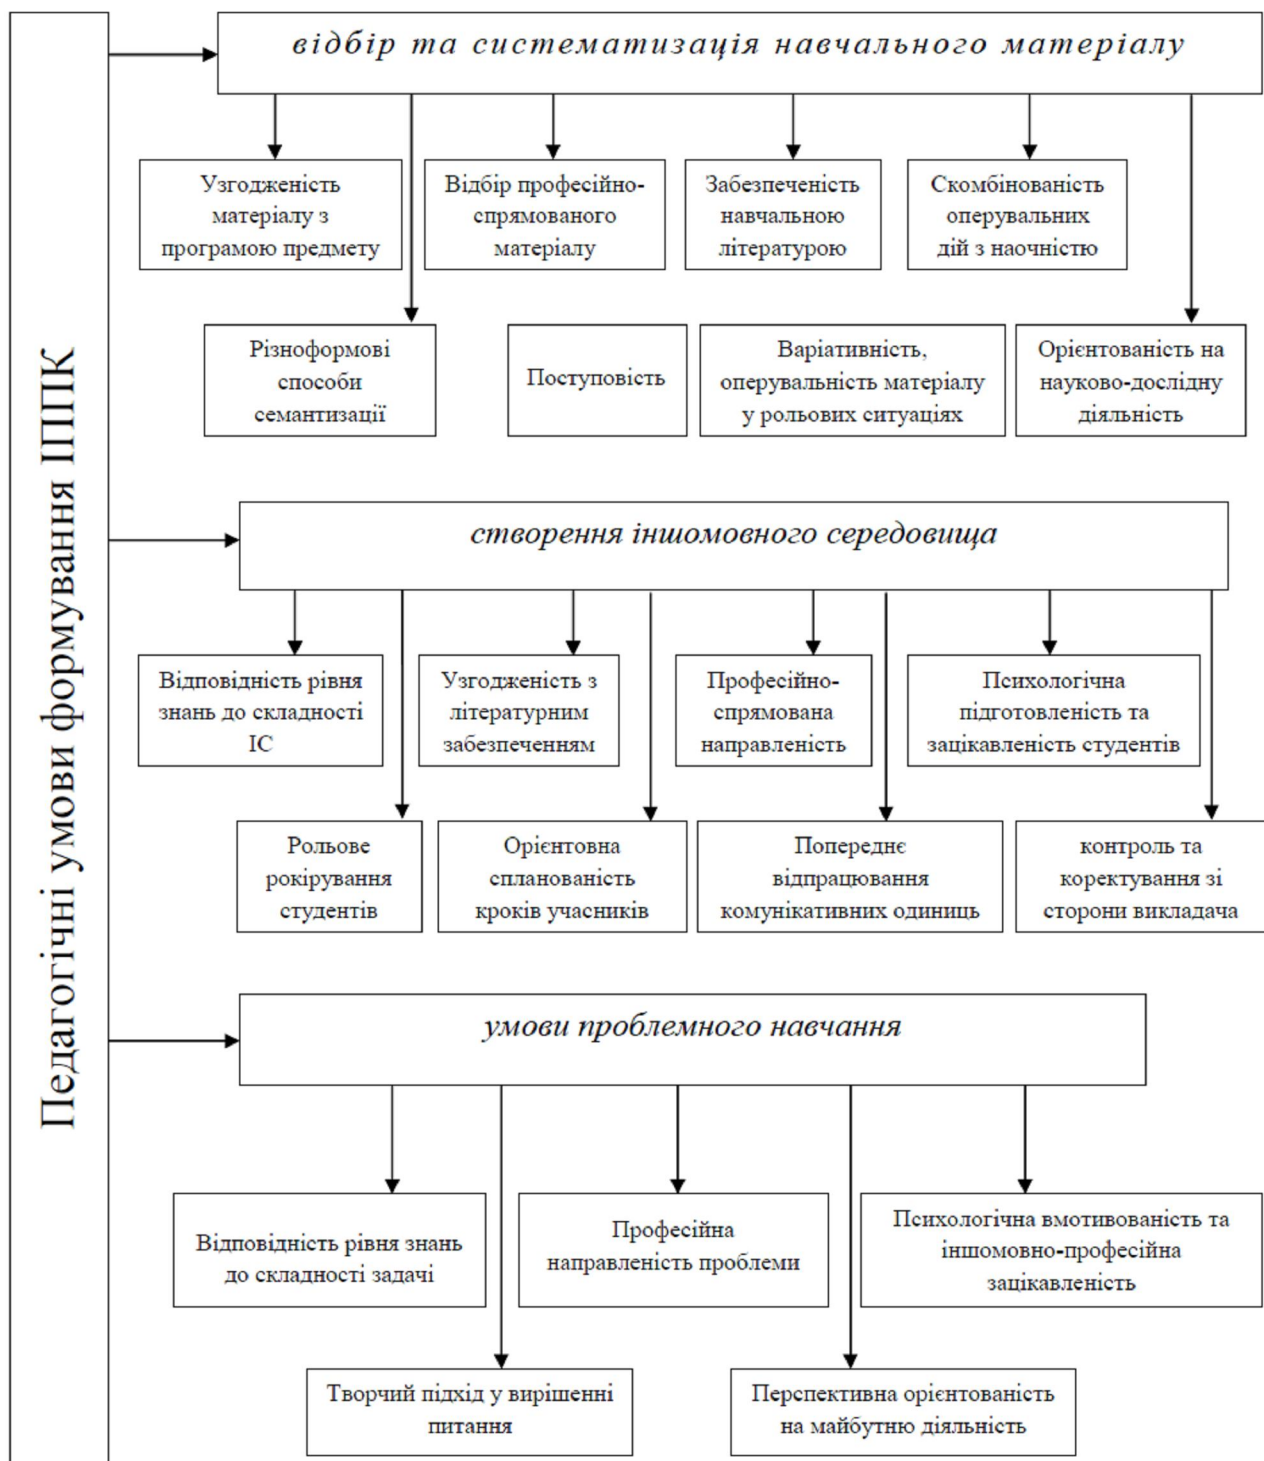 Педагогічні умови формування ІППК
відбір та систематизація навчального матеріалу
Узгодженість
матеріалу з
програмою предмету
Відбір професійно-
спрямованого
матеріалу
Забезпеченість
навчальною
літературою
Скомбінованість
оперувальних
дій з наочністю
Різноформові
способи
семантизації
Поступовість
Варіативність,
оперувальність матеріалу
у рольових ситуаціях
Орієнтованість на
науково-дослідну
діяльність
створення іншомовного середовища
Відповідність рівня
знань до складності
ІС
Узгодженість з
літературним
забезпеченням
Професійно-
спрямована
направленість
Психологічна
підготовленість та
зацікавленість студентів
Рольове
рокірування
студентів
Орієнтовна
спланованість
кроків учасників
Попереднє
відпрацювання
комунікативних одиниць
контроль та
коректування зі
сторони викладача
умови проблемного навчання
Відповідність рівня знань
до складності задачі
Професійна
направленість проблеми
Психологічна вмотивованість та
іншомовно-професійна
зацікавленість
Творчий підхід у вирішенні
питання
Перспективна орієнтованість
на майбутню діяльність